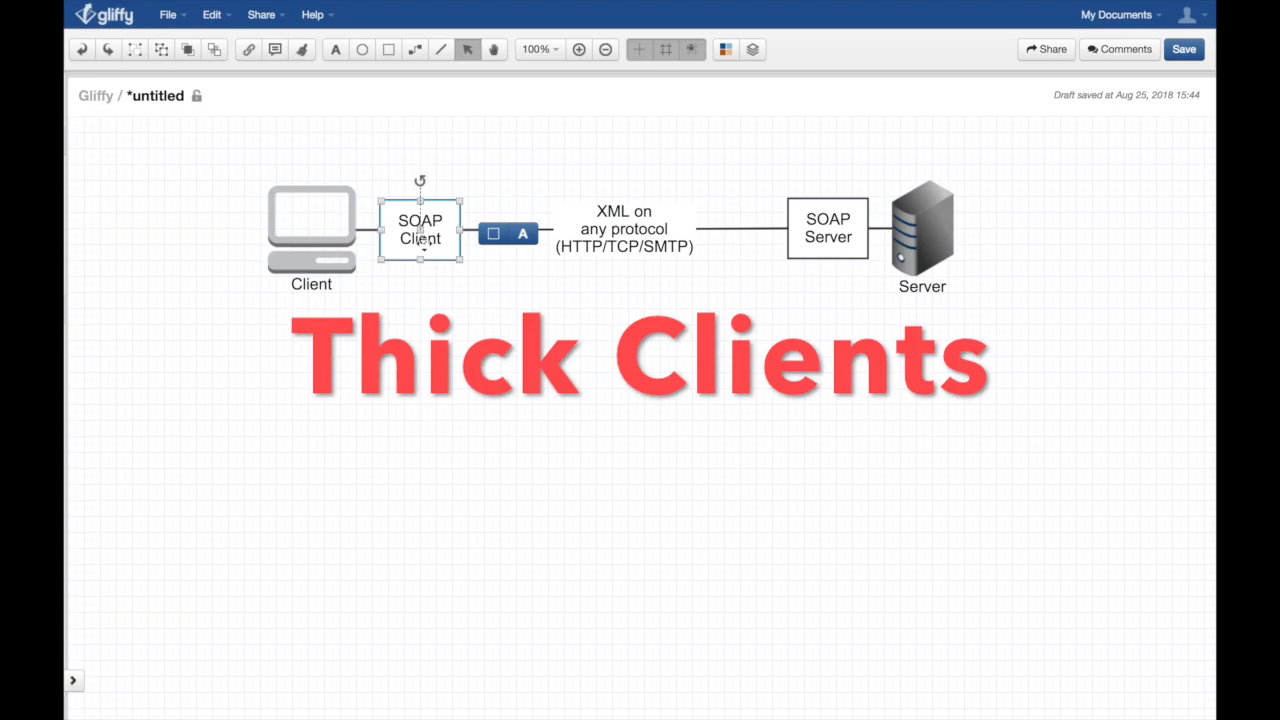 gliffy File Edit Share Help My Documents
A 100% Share Comments Save
Gliffy / *untitled Draft saved at Aug 25, 2018 15:44
SOAP
Client
A
XML on
any protocol
(HTTP/TCP/SMTP)
SOAP
Server
Client
Server
Thick Clients